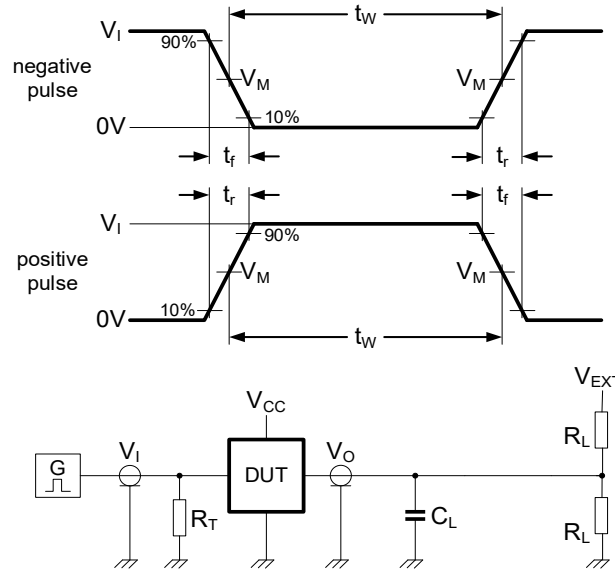 V_I
90%
t_W
negative
pulse
V_M
V_M
10%
0V
t_f
t_r
t_r
t_f
V_I
90%
positive
pulse
V_M
V_M
10%
0V
t_W
V_CC
V_EXT
V_I
V_O
R_L
G
DUT
R_T
C_L
R_L